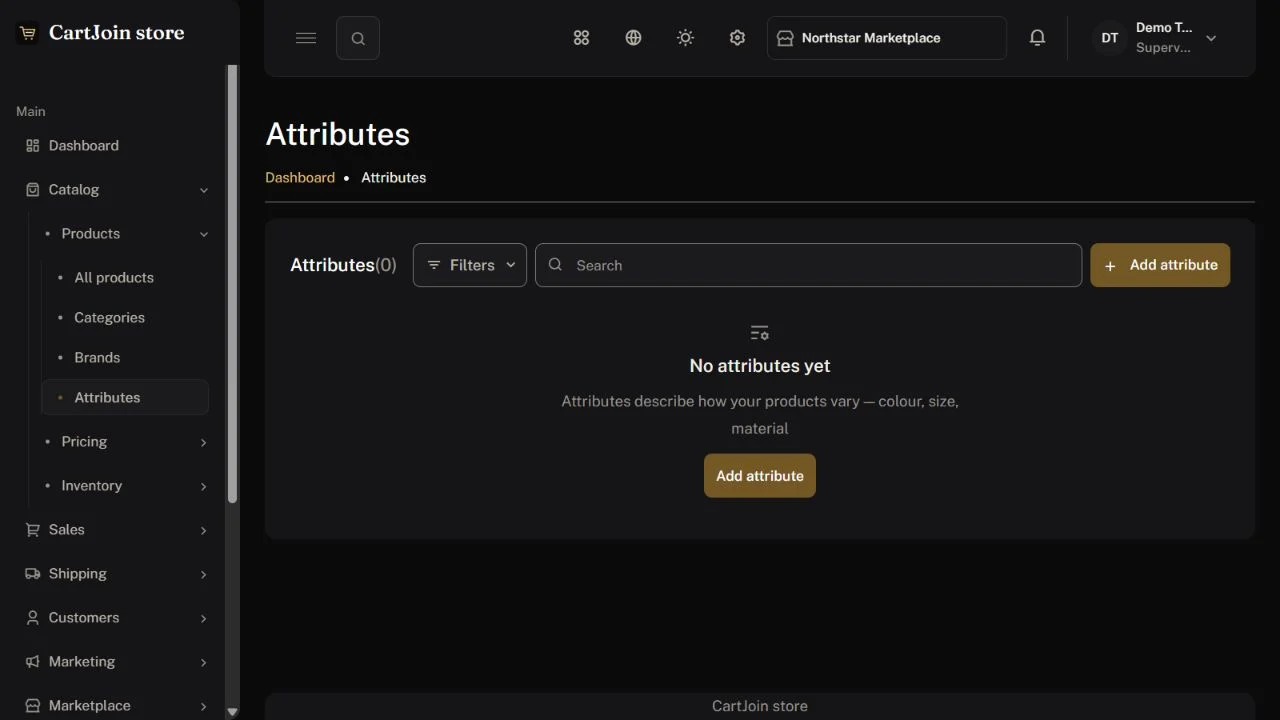 CartJoin store
Northstar Marketplace
DT
Demo T...
Superv...
Main
Dashboard
Catalog
Products
All products
Categories
Brands
Attributes
Pricing
Inventory
Sales
Shipping
Customers
Marketing
Marketplace
Attributes
Dashboard • Attributes
Attributes(0)
Filters
Search
+ Add attribute
No attributes yet
Attributes describe how your products vary — colour, size,
material
Add attribute
CartJoin store